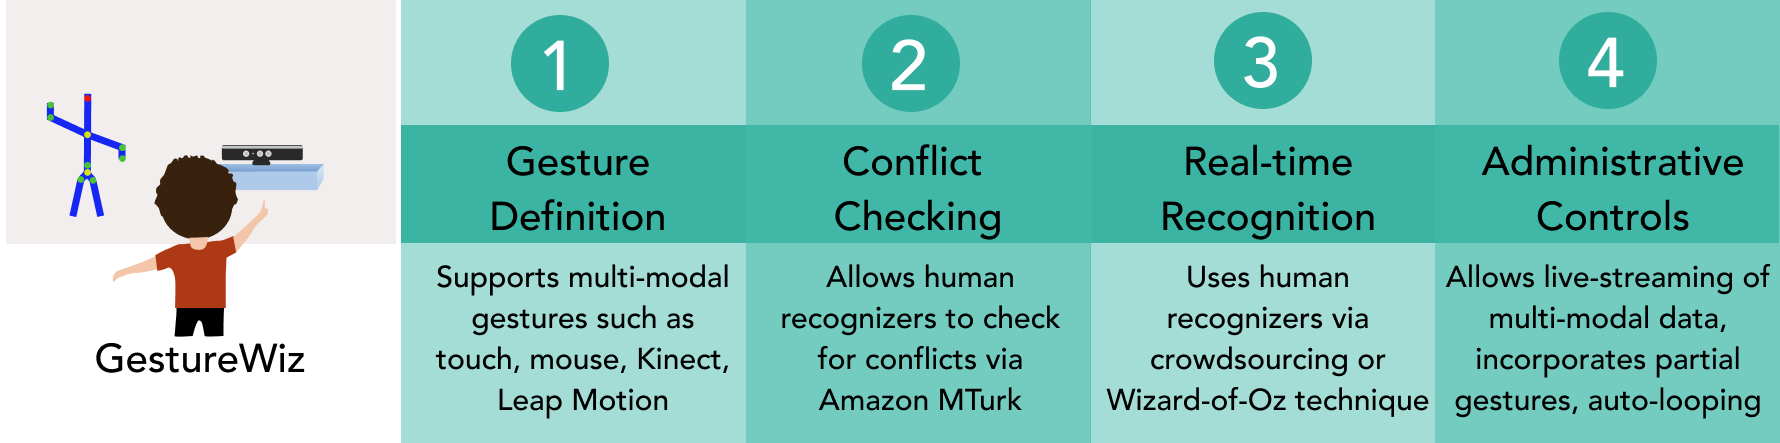 GestureWiz
1
Gesture
Definition
Supports multi-modal
gestures such as
touch, mouse, Kinect,
Leap Motion
2
Conflict
Checking
Allows human
recognizers to check
for conflicts via
Amazon MTurk
3
Real-time
Recognition
Uses human
recognizers via
crowdsourcing or
Wizard-of-Oz technique
4
Administrative
Controls
Allows live-streaming of
multi-modal data,
incorporates partial
gestures, auto-looping